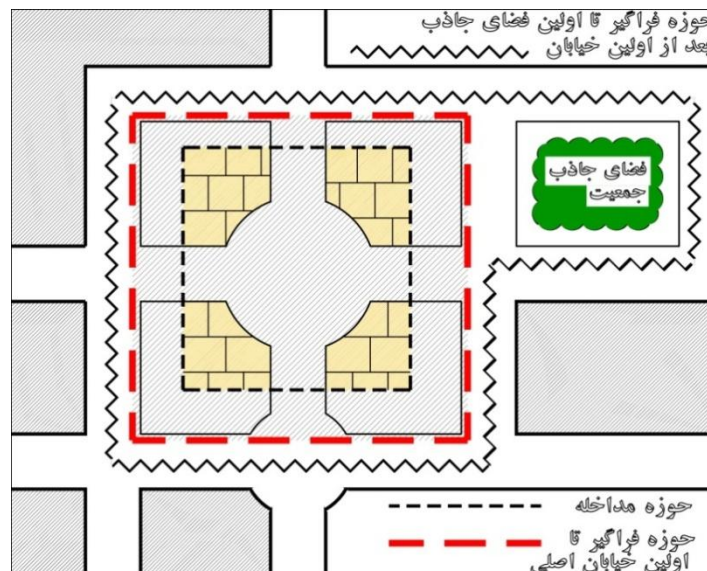 حوزه فراگیر تا اولین فضای جاذب
بعد از اولین خیابان
فضای جاذب
جمعیت
حوزه مداخله
حوزه فراگیر تا
اولین خیابان اصلی